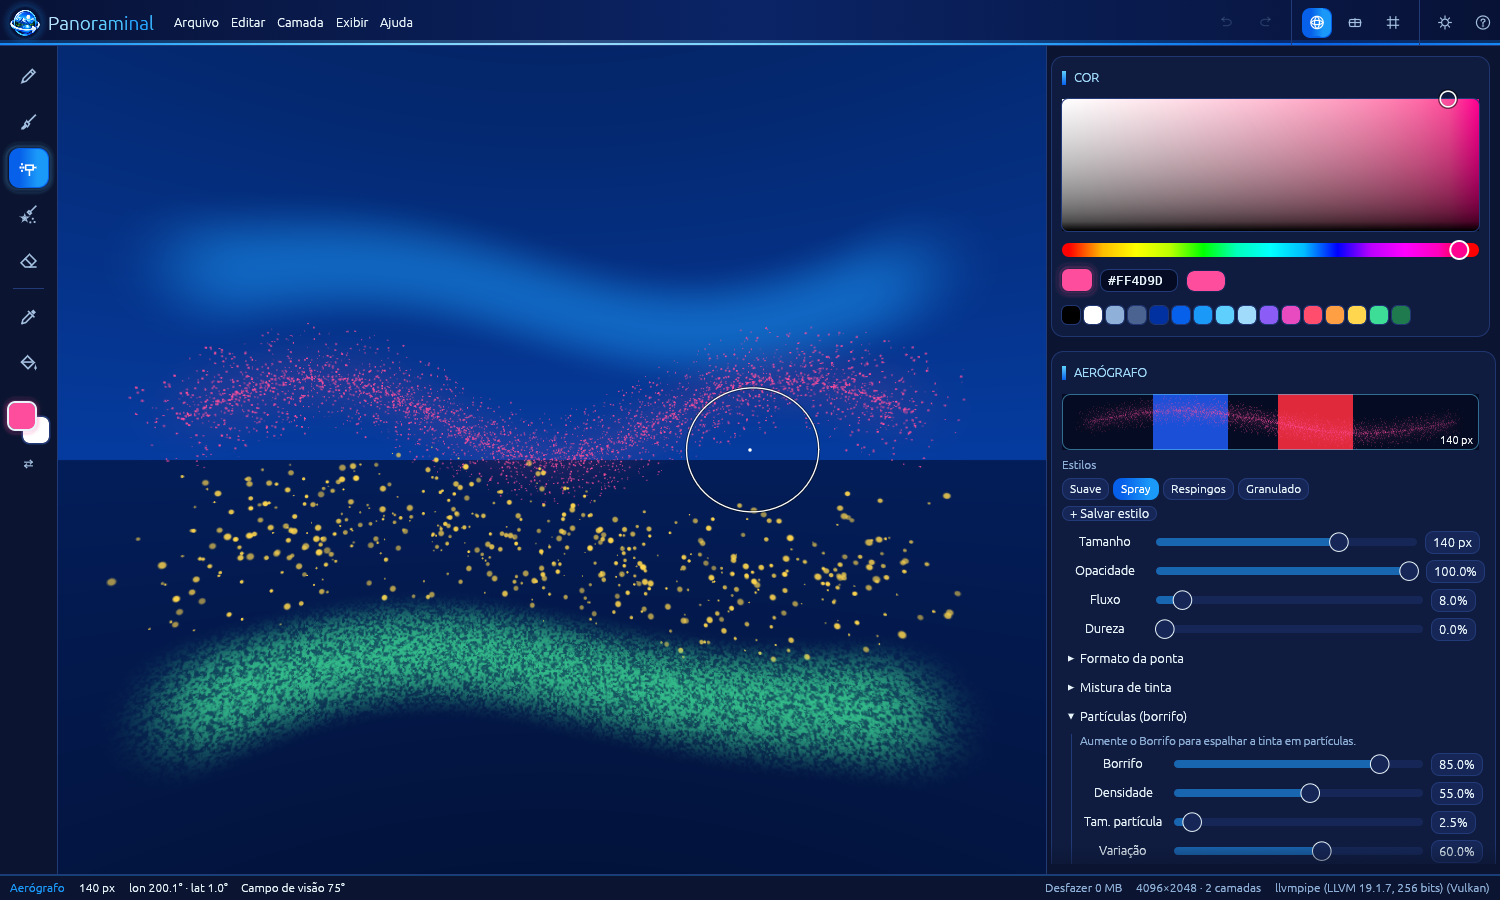 Panoraminal Arquivo Editar Camada Exibir Ajuda
COR
#FF4D9D
AERÓGRAFO
140 px
Estilos
Suave Spray Respingos Granulado
+ Salvar estilo
Tamanho 140 px
Opacidade 100.0%
Fluxo 8.0%
Dureza 0.0%
▸ Formato da ponta
▸ Mistura de tinta
▾ Partículas (borrifo)
Aumente o Borrifo para espalhar a tinta em partículas.
Borrifo 85.0%
Densidade 55.0%
Tam. partícula 2.5%
Variação 60.0%
Aerógrafo 140 px lon 200.1° · lat 1.0° Campo de visão 75° Desfazer 0 MB 4096×2048 · 2 camadas llvmpipe (LLVM 19.1.7, 256 bits) (Vulkan)